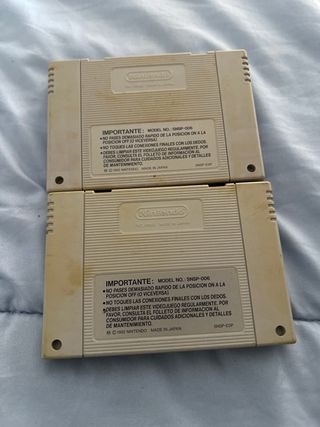 Nintendo
IMPORTANTE: MODEL NO. SNSP-006
•NO PASES DEMASIADO RAPIDO DE LA POSICION ON A LA
POSICION OFF (O VICEVERSA).
•NO TOQUES LAS CONEXIONES FINALES CON LOS DEDOS.
•DEBES LIMPIAR ESTE VIDEOJUEGO REGULARMENTE, POR
FAVOR, CONSULTA EL FOLLETO DE INFORMACION AL
CONSUMIDOR PARA CUIDADOS ADICIONALES Y DETALLES
DE MANTENIMIENTO.
© 1992 NINTENDO MADE IN JAPAN
SNSP-ESP
Nintendo
IMPORTANTE: MODEL NO. SNSP-006
•NO PASES DEMASIADO RAPIDO DE LA POSICION ON A LA
POSICION OFF (O VICEVERSA).
•NO TOQUES LAS CONEXIONES FINALES CON LOS DEDOS.
•DEBES LIMPIAR ESTE VIDEOJUEGO REGULARMENTE, POR
FAVOR, CONSULTA EL FOLLETO DE INFORMACION AL
CONSUMIDOR PARA CUIDADOS ADICIONALES Y DETALLES
DE MANTENIMIENTO.
© 1992 NINTENDO MADE IN JAPAN
SNSP-ESP